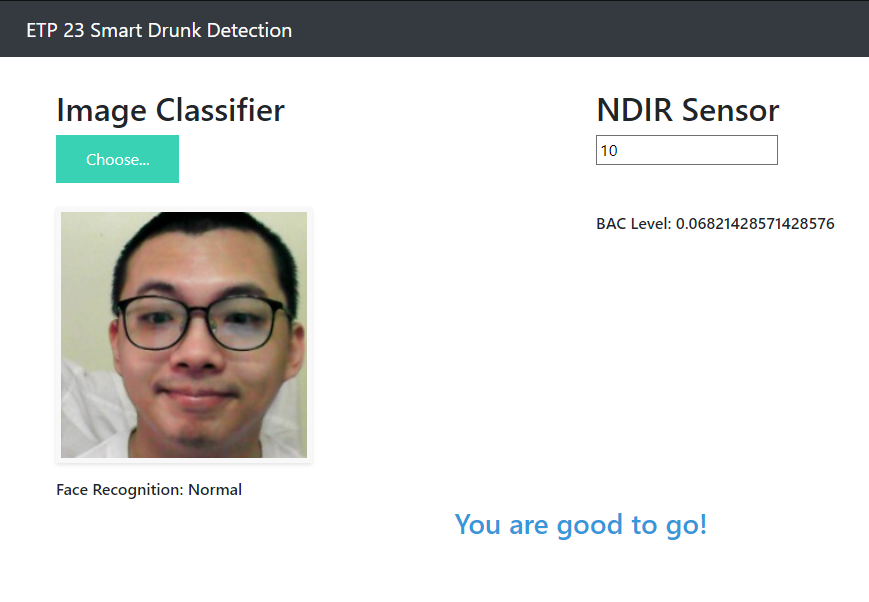 ETP 23 Smart Drunk Detection
Image Classifier
Choose...
Face Recognition: Normal
NDIR Sensor
10
BAC Level: 0.06821428571428576
You are good to go!